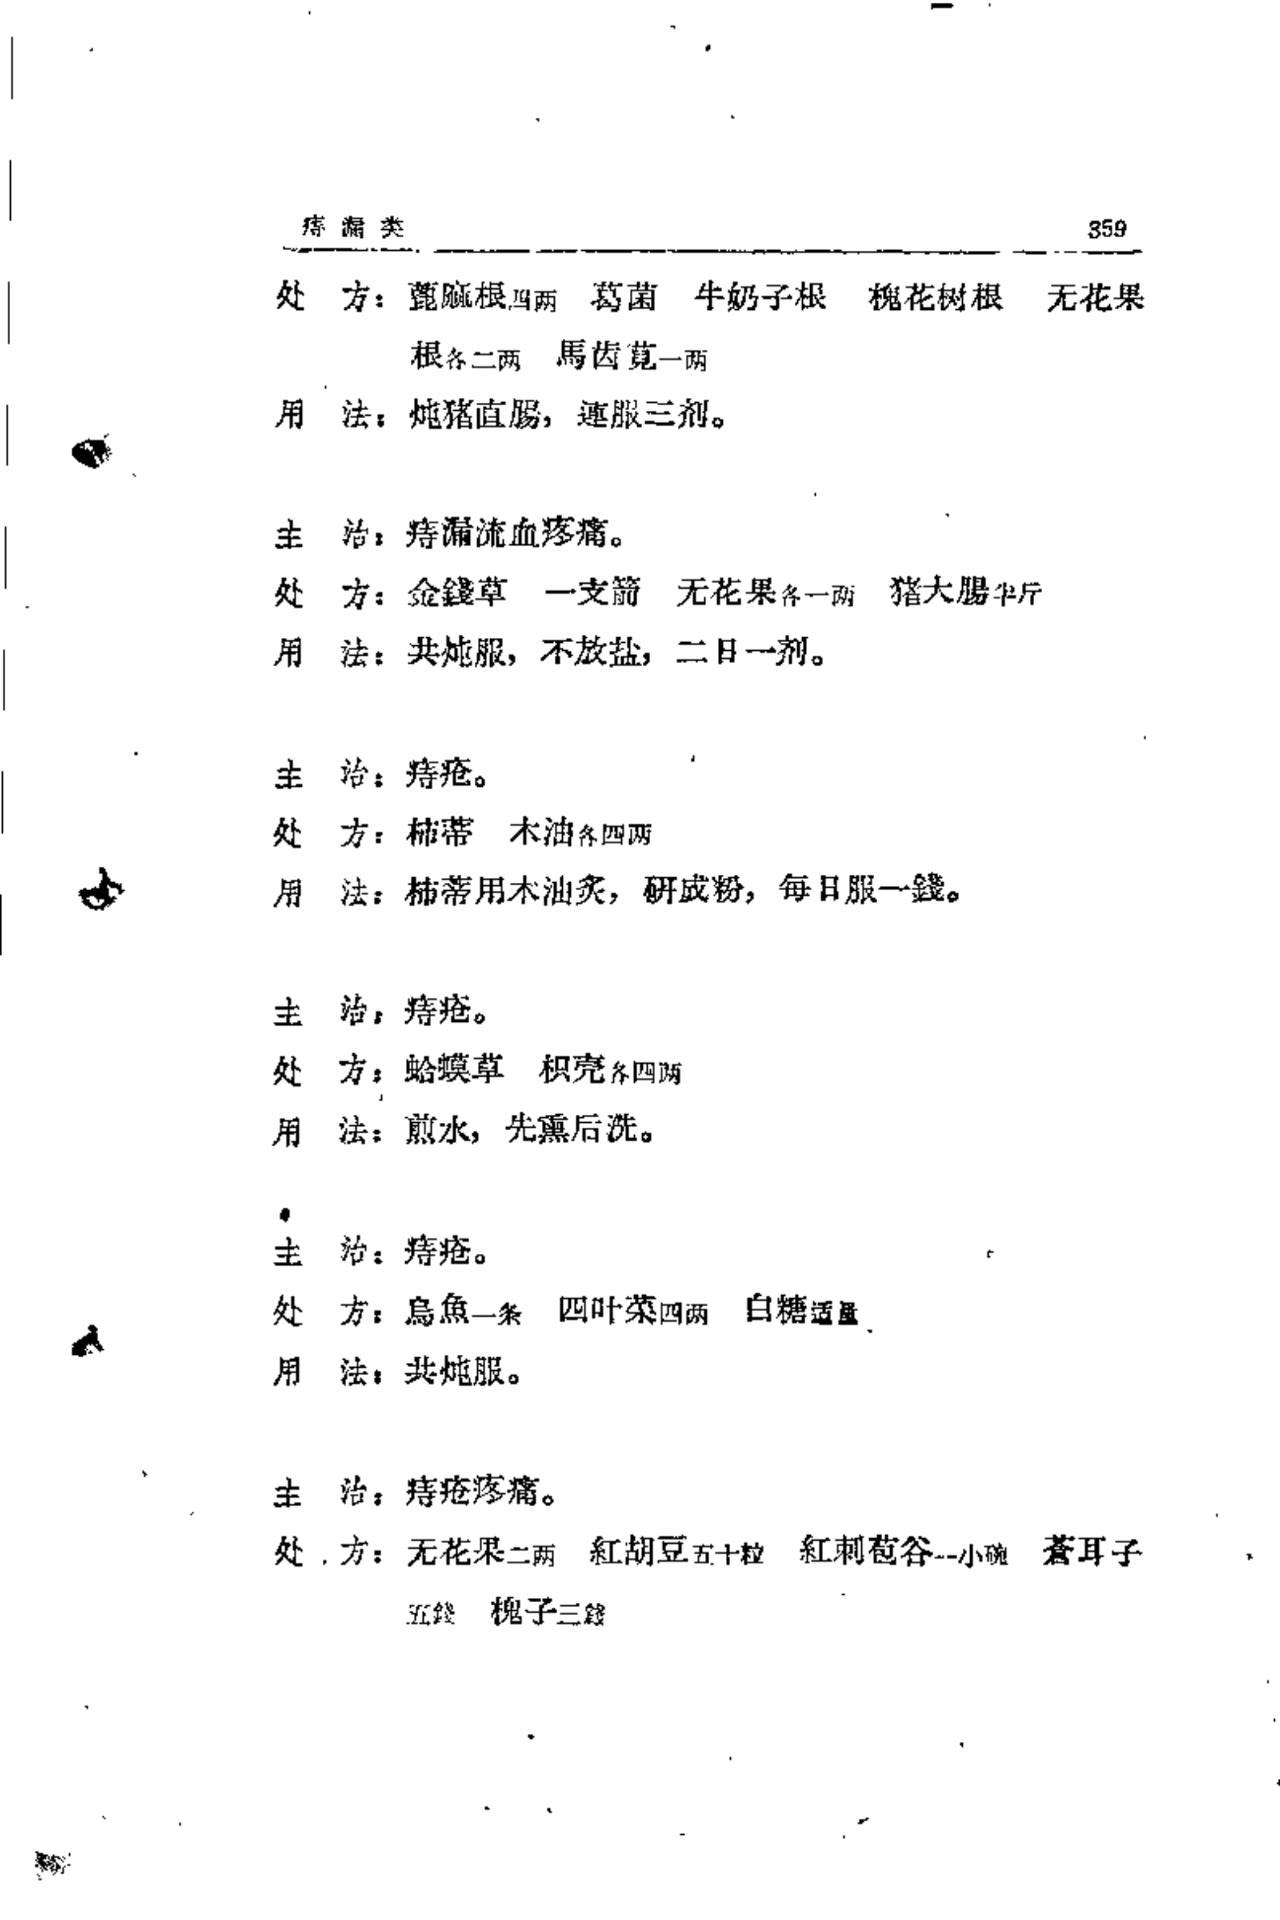 痔漏类 359
处 方：蓖麻根四两 葛菌 牛奶子根 槐花树根 无花果
根各二两 馬齿莧一两
用 法：炖猪直腸，連服三剂。
主 治：痔漏流血疼痛。
处 方：金錢草 一支箭 无花果各一两 猪大腸半斤
用 法：共炖服，不放盐，二日一剂。
主 治：痔疮。
处 方：柿蒂 木油各四两
用 法：柿蒂用木油炙，研成粉，每日服一錢。
主 治：痔疮。
处 方：蛤蟆草 枳壳各四两
用 法：煎水，先熏后洗。
主 治：痔疮。
处 方：烏魚一条 四叶菜四两 白糖适量
用 法：共炖服。
主 治：痔疮疼痛。
处 方：无花果二两 紅胡豆五十粒 紅刺苞谷一小碗 蒼耳子
五錢 槐子三錢